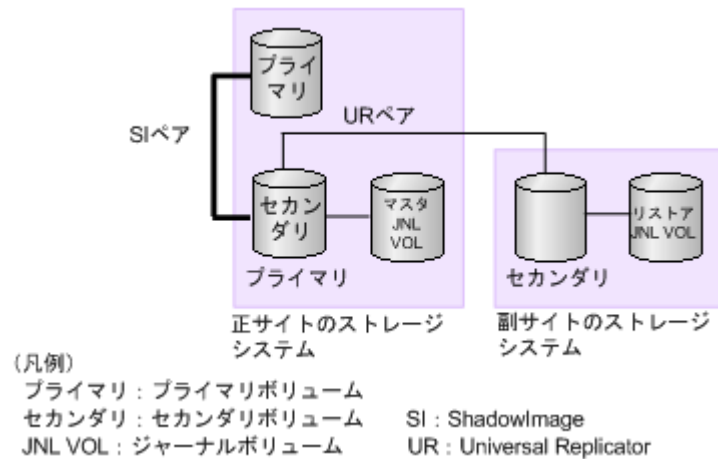 プライ
マリ
SIペア
URペア
セカン
ダリ
マスタ
JNL
VOL
リストア
JNL VOL
プライマリ
セカンダリ
正サイトのストレージ
システム
副サイトのストレージ
システム
(凡例)
プライマリ:プライマリボリューム
セカンダリ:セカンダリボリューム
SI:ShadowImage
JNL VOL:ジャーナルボリューム
UR:Universal Replicator